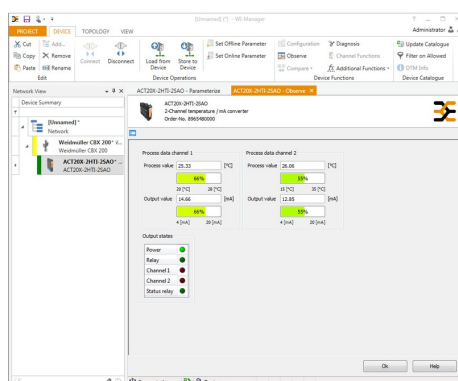 [Unnamed] (*) - WI-Manager
PROJECT DEVICE TOPOLOGY VIEW Administrator
Cut Add... Connect Disconnect Load from Device Store to Device Set Offline Parameter Configuration Diagnosis Update Catalogue
Copy Remove Set Online Parameter Observe Channel Functions Filter on Allowed
Paste Rename Compare Additional Functions DTM Info
Edit Device Operations Device Functions Device Catalogue
Network View ACT20X-2HTI-2SAO - Parameterize ACT20X-2HTI-2SAO - Observe
Device Summary
ACT20X-2HTI-2SAO
2-Channel temperature / mA converter
Order-No. 8965480000
[Unnamed]*
Network
Weidmüller CBX 200*
Weidmüller CBX 200
ACT20X-2HTI-2SAO*...
ACT20X-2HTI-2SAO
Process data channel 1 Process data channel 2
Process value 25.33 [°C] Process value 26.06 [°C]
66% 55%
20 [°C] 28 [°C] 15 [°C] 35 [°C]
Output value 14.66 [mA] Output value 12.85 [mA]
66% 55%
4 [mA] 20 [mA] 4 [mA] 20 [mA]
Output states
Power
Relay
Channel 1
Channel 2
Status relay
Ok Help